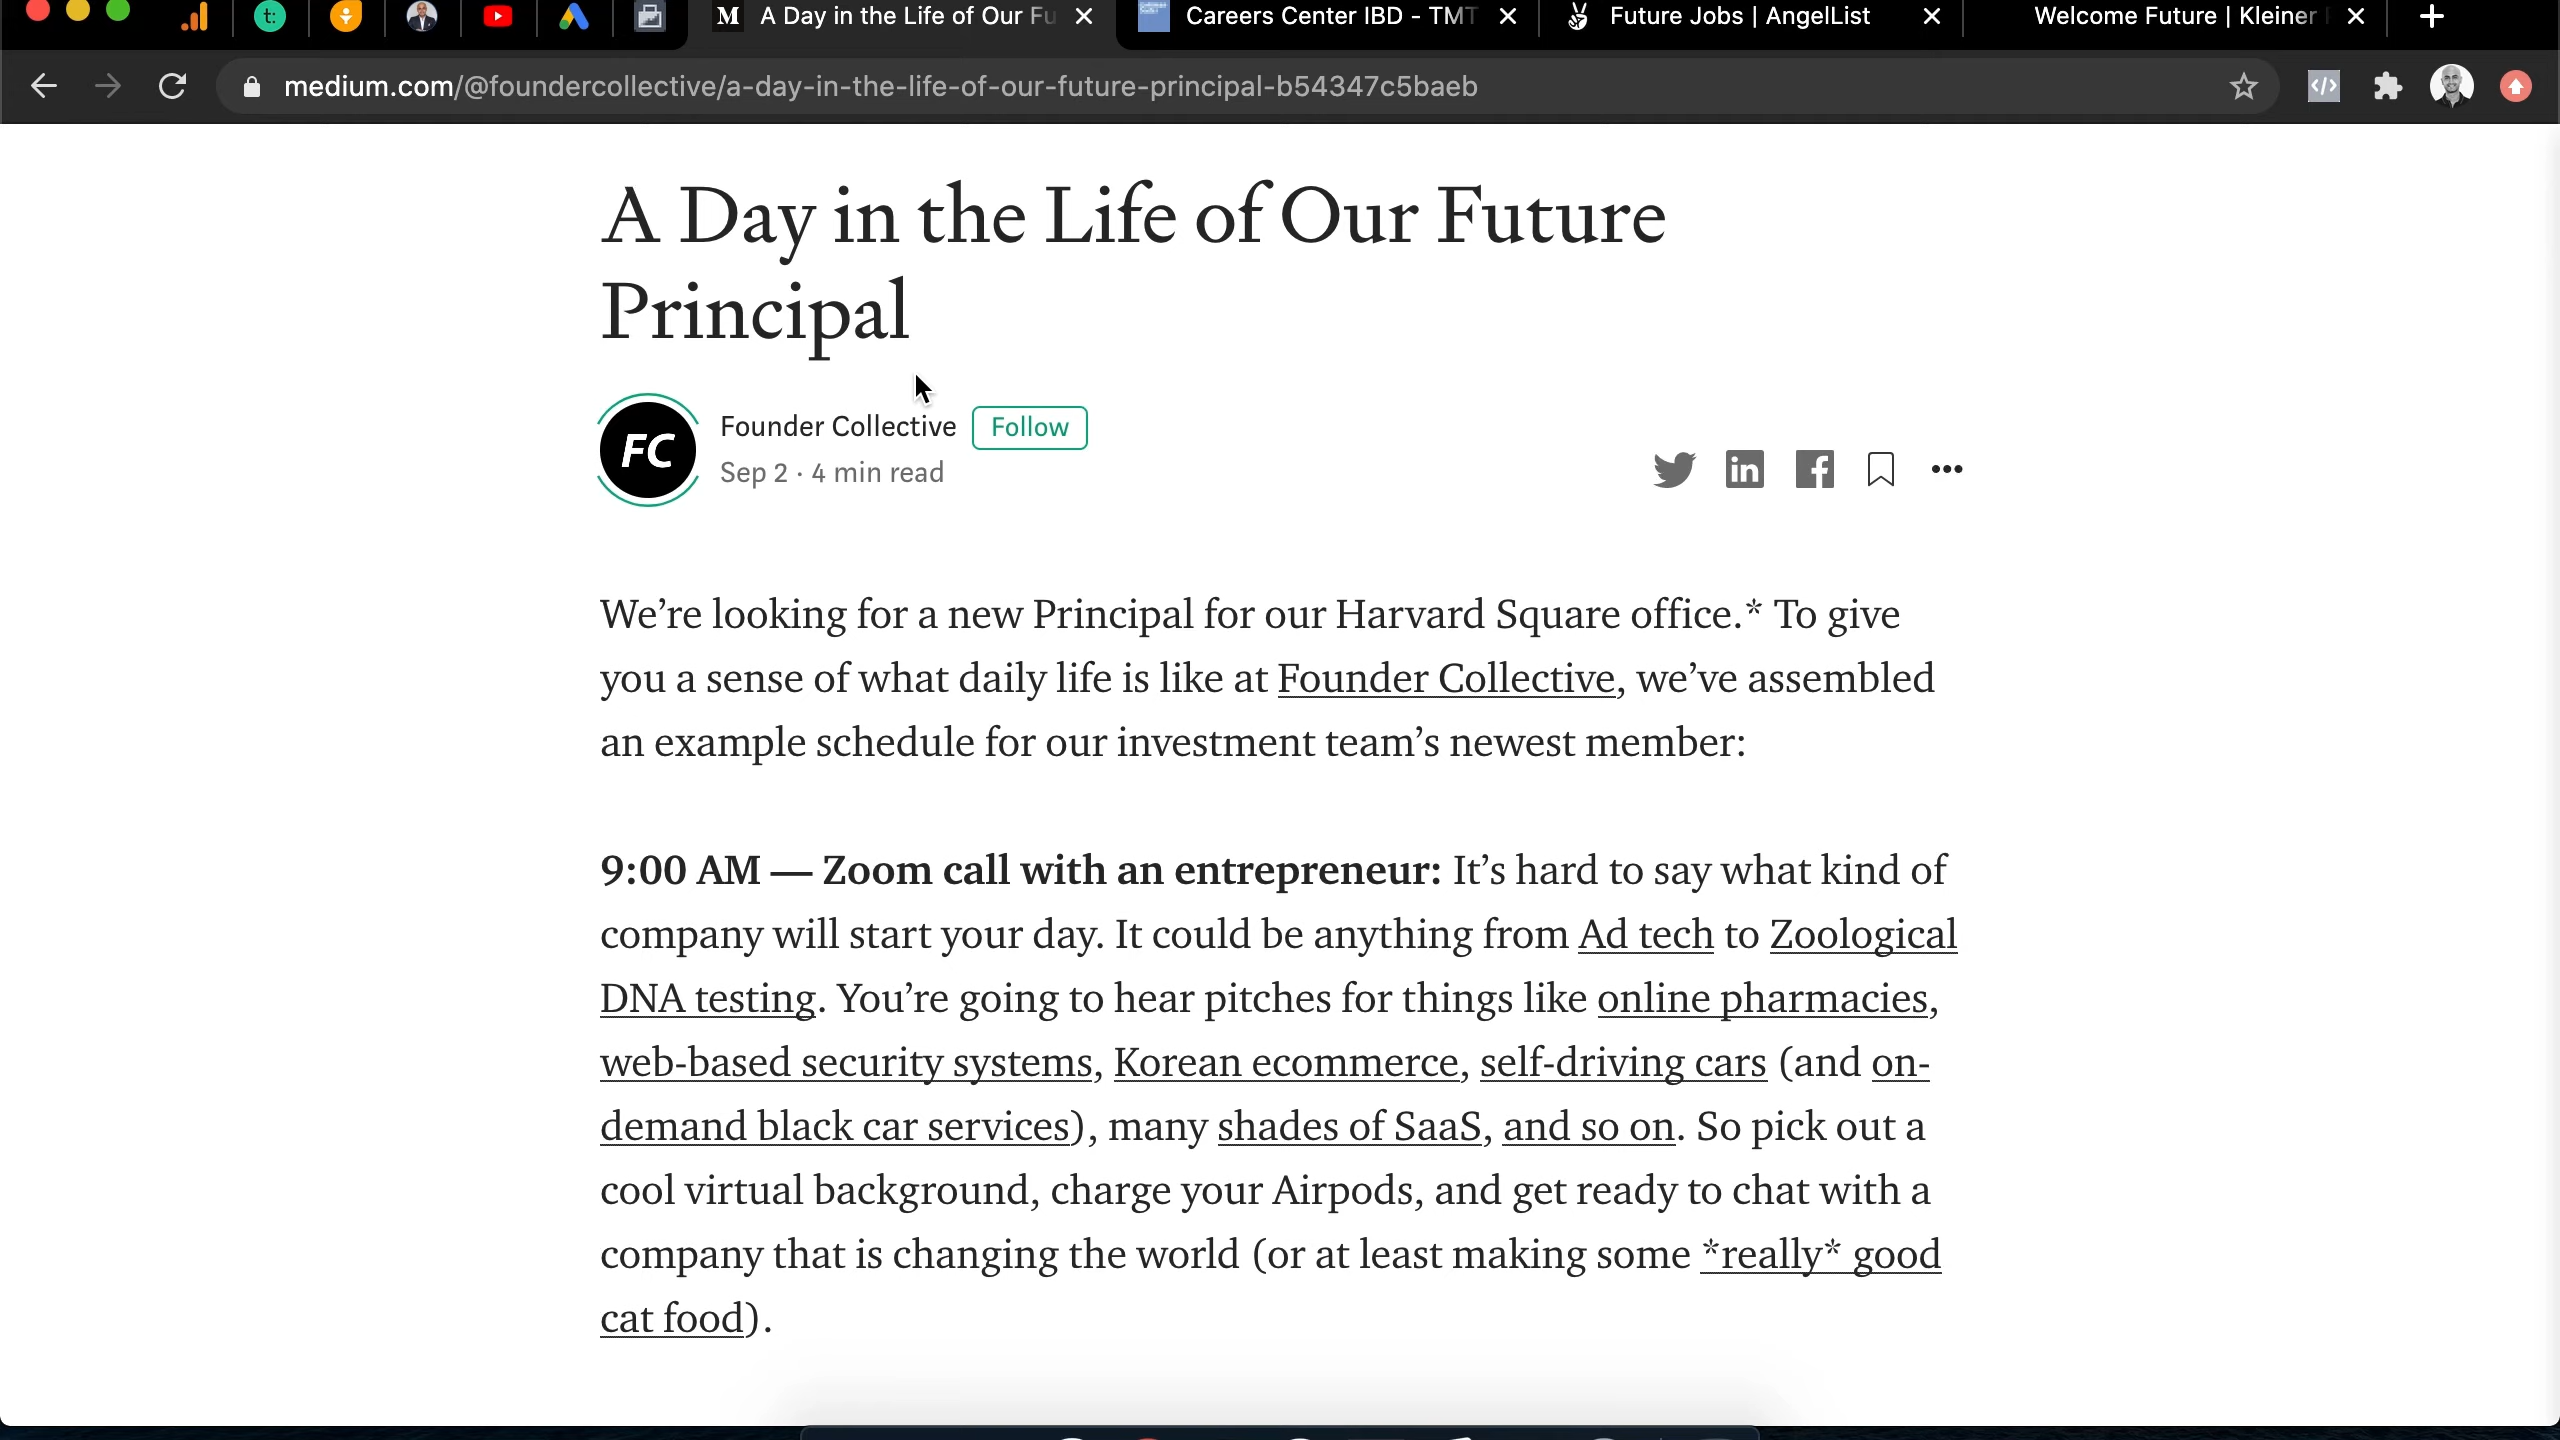 t:
M A Day in the Life of Our Fu
Careers Center IBD - TMT
Future Jobs | AngelList
Welcome Future | Kleiner
medium.com/@foundercollective/a-day-in-the-life-of-our-future-principal-b54347c5baeb
A Day in the Life of Our Future
Principal
FC
Founder Collective Follow
Sep 2 · 4 min read
We’re looking for a new Principal for our Harvard Square office.* To give
you a sense of what daily life is like at Founder Collective, we’ve assembled
an example schedule for our investment team’s newest member:
9:00 AM — Zoom call with an entrepreneur: It’s hard to say what kind of
company will start your day. It could be anything from Ad tech to Zoological
DNA testing. You’re going to hear pitches for things like online pharmacies,
web-based security systems, Korean ecommerce, self-driving cars (and on-
demand black car services), many shades of SaaS, and so on. So pick out a
cool virtual background, charge your Airpods, and get ready to chat with a
company that is changing the world (or at least making some *really* good
cat food).